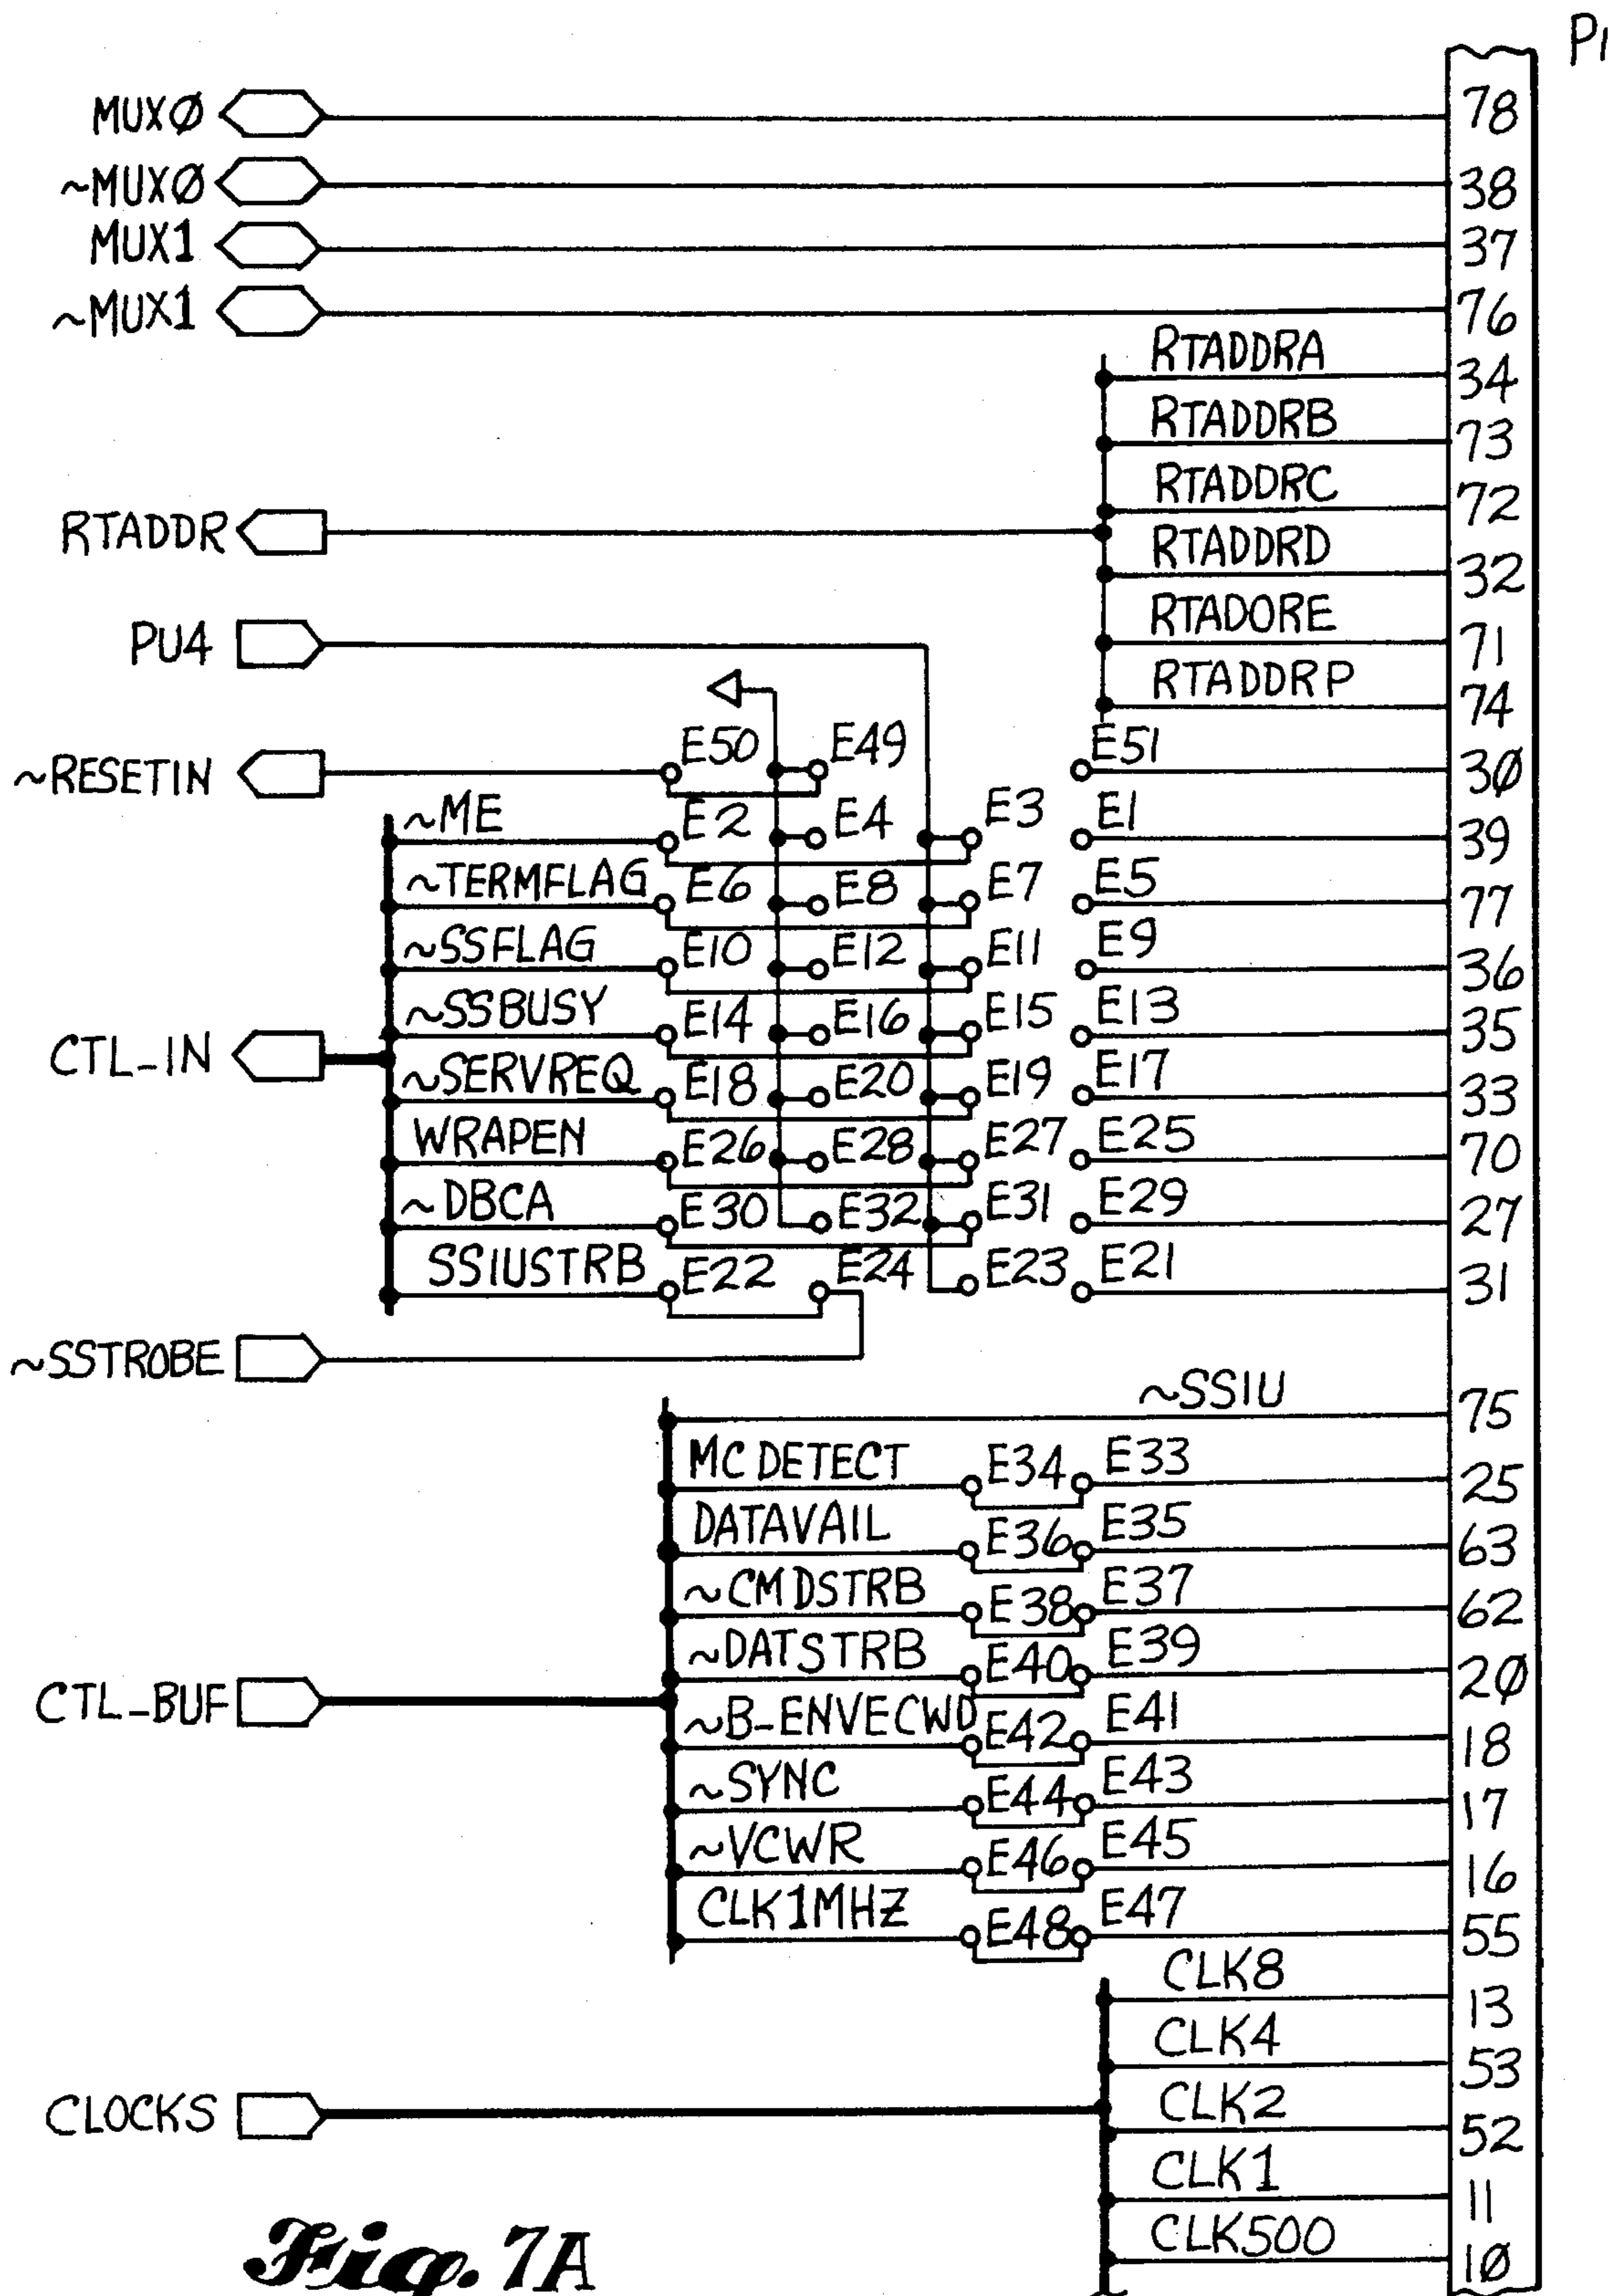 P1
MUXØ 78
~MUXØ 38
MUX1 37
~MUX1 76
RTADDRA 34
RTADDRB 73
RTADDRC 72
RTADDR
RTADDRD 32
RTADORE 71
PU4
RTADDRP 74
~RESETIN E50 E49 E51 3Ø
~ME E2 E4 E3 E1 39
~TERMFLAG E6 E8 E7 E5 77
~SSFLAG E10 E12 E11 E9 36
~SSBUSY E14 E16 E15 E13 35
CTL-IN
~SERVREQ E18 E20 E19 E17 33
WRAPEN E26 E28 E27 E25 70
~DBCA E30 E32 E31 E29 27
SSIUSTRB E22 E24 E23 E21 31
~SSTROBE
~SSIU 75
MCDETECT E34 E33 25
DATAVAIL E36 E35 63
~CMDSTRB E38 E37 62
~DATSTRB E40 E39 2Ø
CTL-BUF
~B-ENVECWD E42 E41 18
~SYNC E44 E43 17
~VCWR E46 E45 16
CLK1MHZ E48 E47 55
CLK8 13
CLK4 53
CLOCKS
CLK2 52
CLK1 11
CLK500 1Ø
Fig. 7A